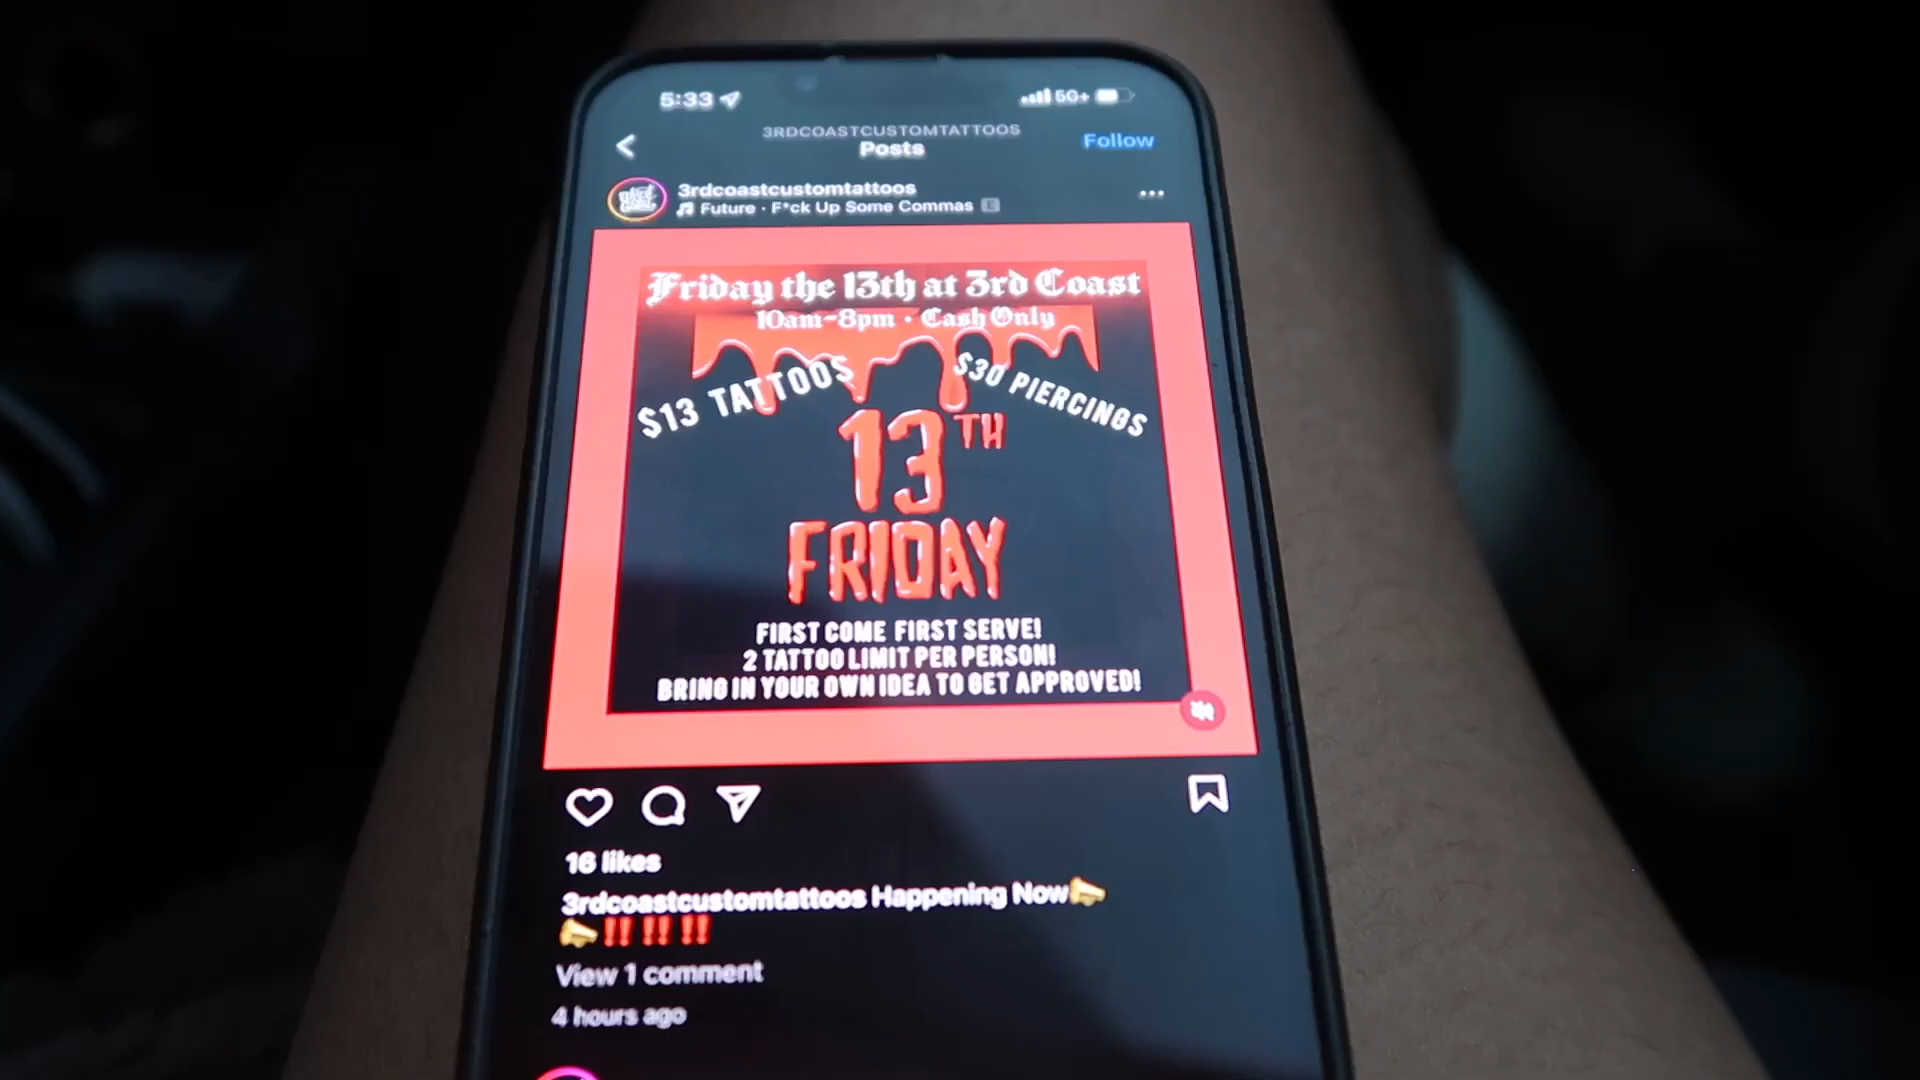 5:33
5G+
3RDCOASTCUSTOMTATTOOS
Posts
Follow
3rdcoastcustomtattoos
Future · F*ck Up Some Commas E
Friday the 13th at 3rd Coast
10am-8pm · Cash Only
$13 TATTOOS
$30 PIERCINGS
13TH
FRIDAY
FIRST COME FIRST SERVE!
2 TATTOO LIMIT PER PERSON!
BRING IN YOUR OWN IDEA TO GET APPROVED!
16 likes
3rdcoastcustomtattoos Happening Now📣
📣‼️‼️‼️
View 1 comment
4 hours ago